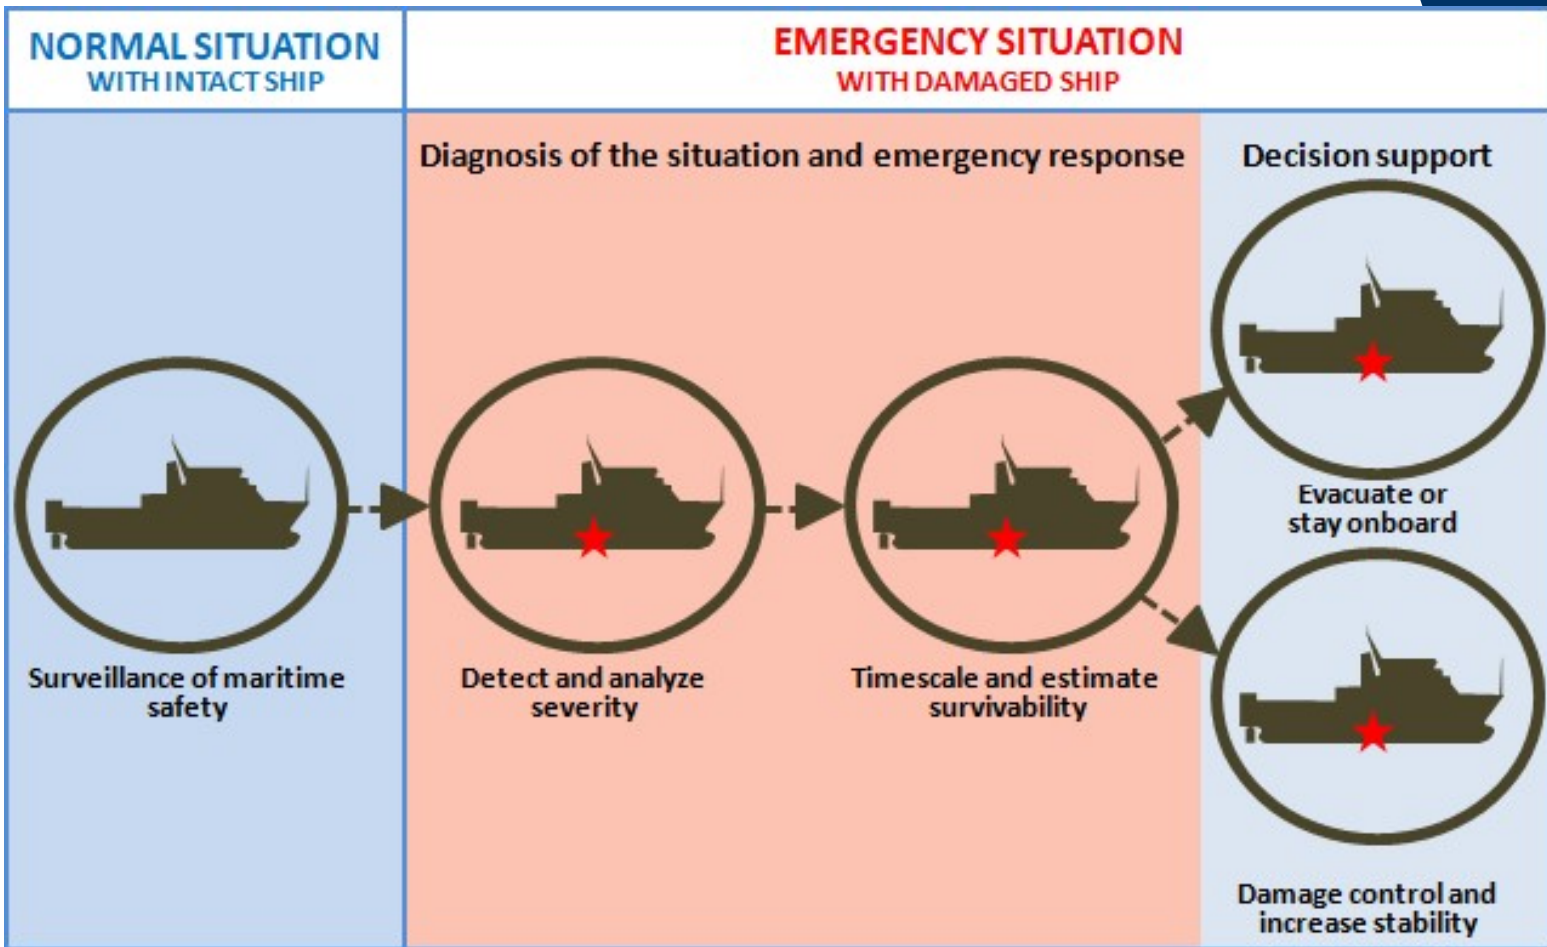 NORMAL SITUATION
WITH INTACT SHIP
EMERGENCY SITUATION
WITH DAMAGED SHIP
Diagnosis of the situation and emergency response
Decision support
Surveillance of maritime
safety
Detect and analyze
severity
Timescale and estimate
survivability
Evacuate or
stay onboard
Damage control and
increase stability